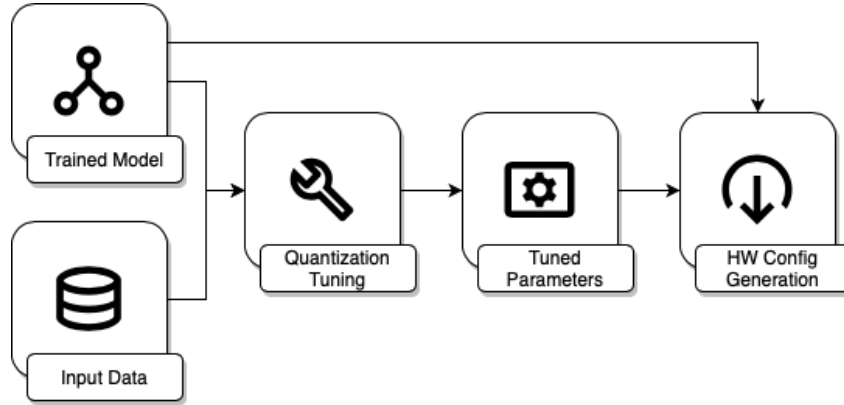 Trained Model
Quantization
Tuning
Tuned
Parameters
HW Config
Generation
Input Data